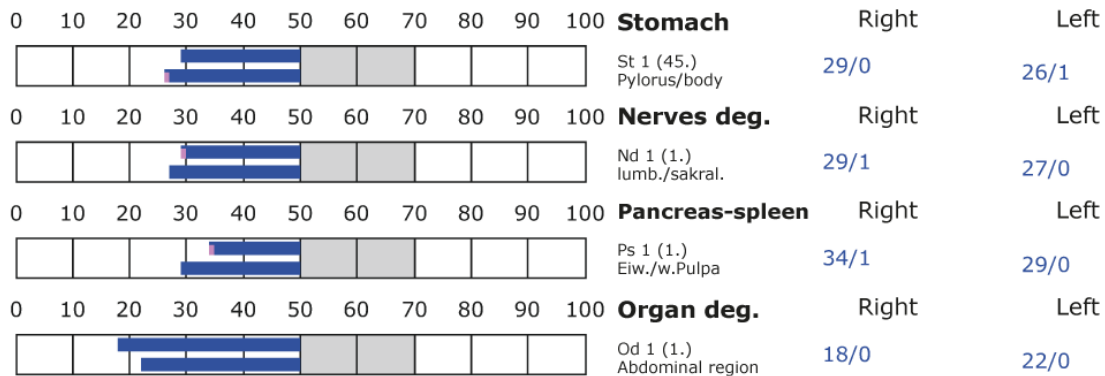 0 10 20 30 40 50 60 70 80 90 100 Stomach Right Left
St 1 (45.) 29/0 26/1
Pylorus/body
0 10 20 30 40 50 60 70 80 90 100 Nerves deg. Right Left
Nd 1 (1.) 29/1 27/0
lumb./sakral.
0 10 20 30 40 50 60 70 80 90 100 Pancreas-spleen Right Left
Ps 1 (1.) 34/1 29/0
Eiw./w.Pulpa
0 10 20 30 40 50 60 70 80 90 100 Organ deg. Right Left
Od 1 (1.) 18/0 22/0
Abdominal region